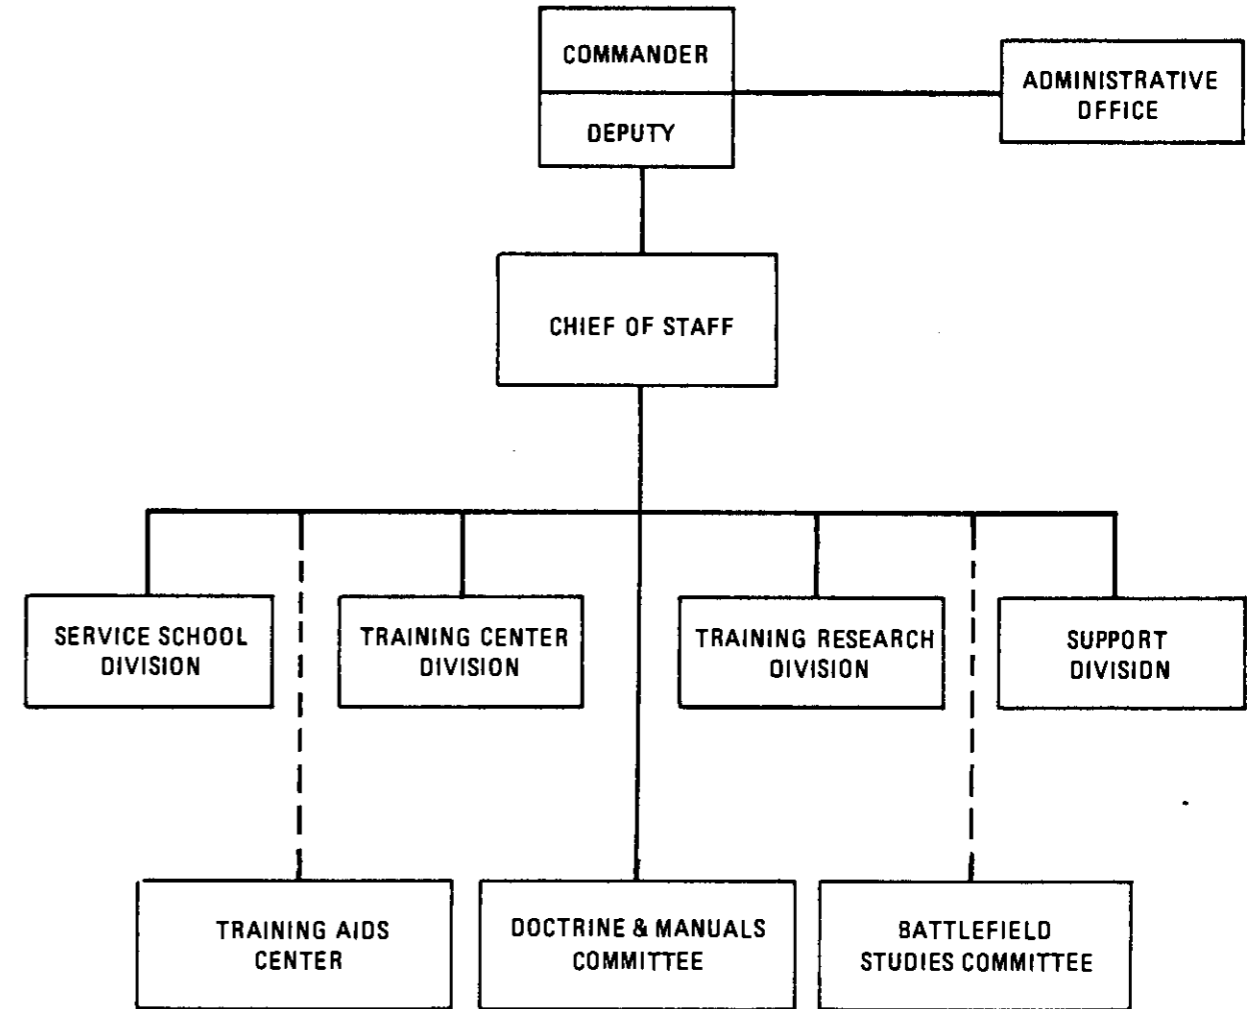 COMMANDER
DEPUTY
ADMINISTRATIVE
OFFICE
CHIEF OF STAFF
SERVICE SCHOOL
DIVISION
TRAINING CENTER
DIVISION
TRAINING RESEARCH
DIVISION
SUPPORT
DIVISION
TRAINING AIDS
CENTER
DOCTRINE & MANUALS
COMMITTEE
BATTLEFIELD
STUDIES COMMITTEE